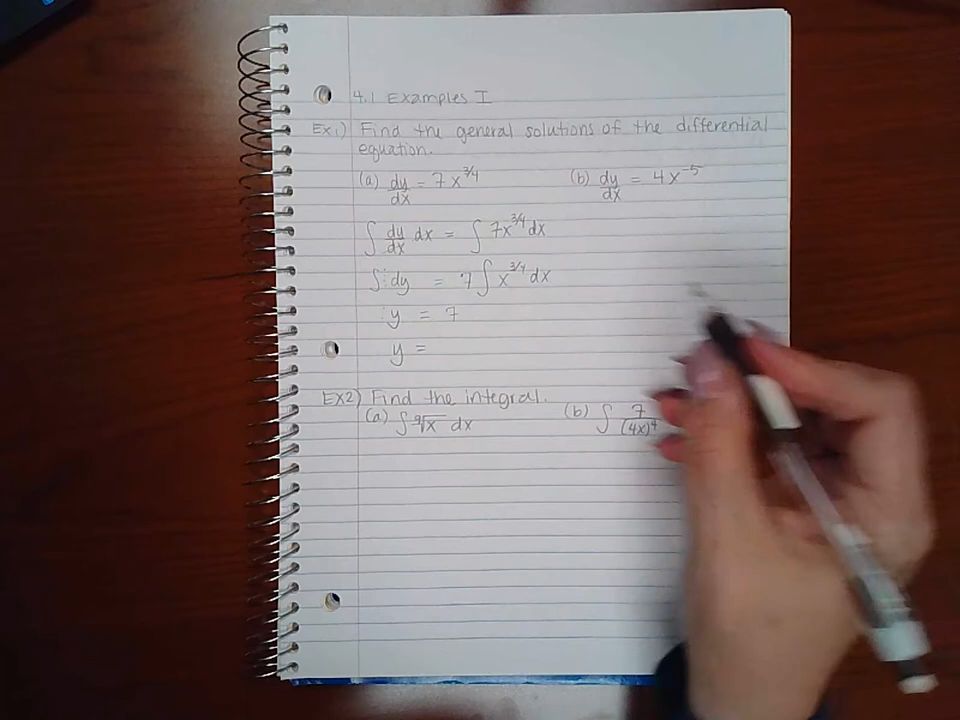 4.1 Examples I
Ex 1) Find the general solutions of the differential
equation.
(a) dy/dx = 7x^(3/4) (b) dy/dx = 4x^(-5)
∫ dy/dx dx = ∫ 7x^(3/4) dx
∫ dy = 7 ∫ x^(3/4) dx
y = 7
y =
Ex 2) Find the integral.
(a) ∫ ⁹√x dx (b) ∫ 7/(4x)^4